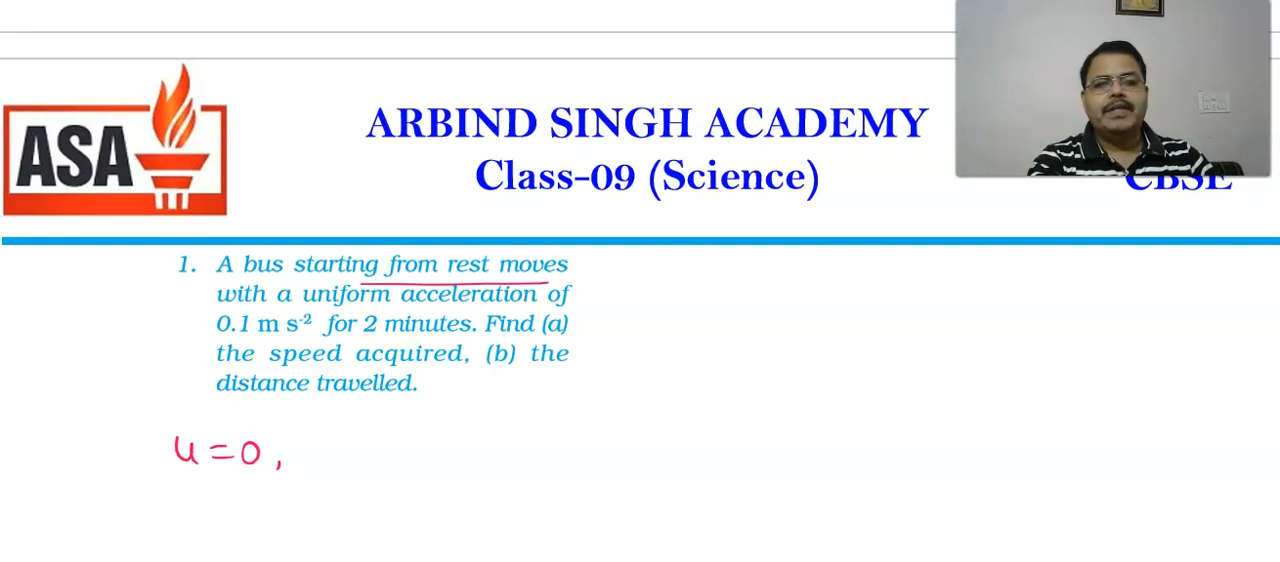 ASA
ARBIND SINGH ACADEMY
Class-09 (Science)
CBSE
1. A bus starting from rest moves
with a uniform acceleration of
0.1 m s-2 for 2 minutes. Find (a)
the speed acquired, (b) the
distance travelled.
u = 0 ,